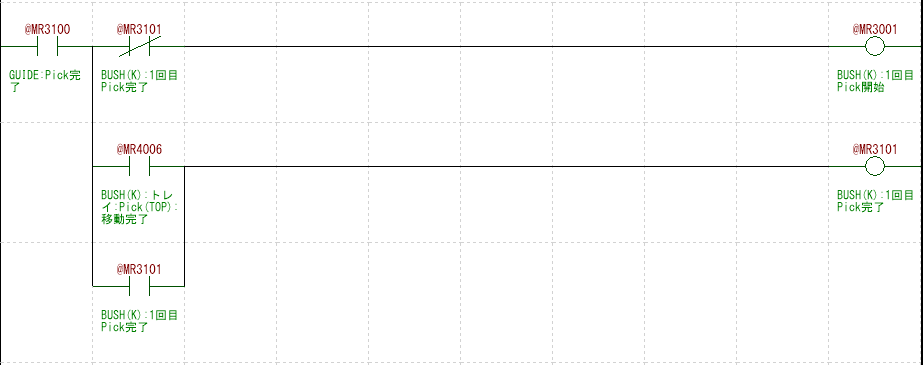 @MR3100
@MR3101
@MR3001
GUIDE:Pick完
了
BUSH(K):1回目
Pick完了
BUSH(K):1回目
Pick開始
@MR4006
@MR3101
BUSH(K):トレ
イ:Pick(TOP):
移動完了
BUSH(K):1回目
Pick完了
@MR3101
BUSH(K):1回目
Pick完了